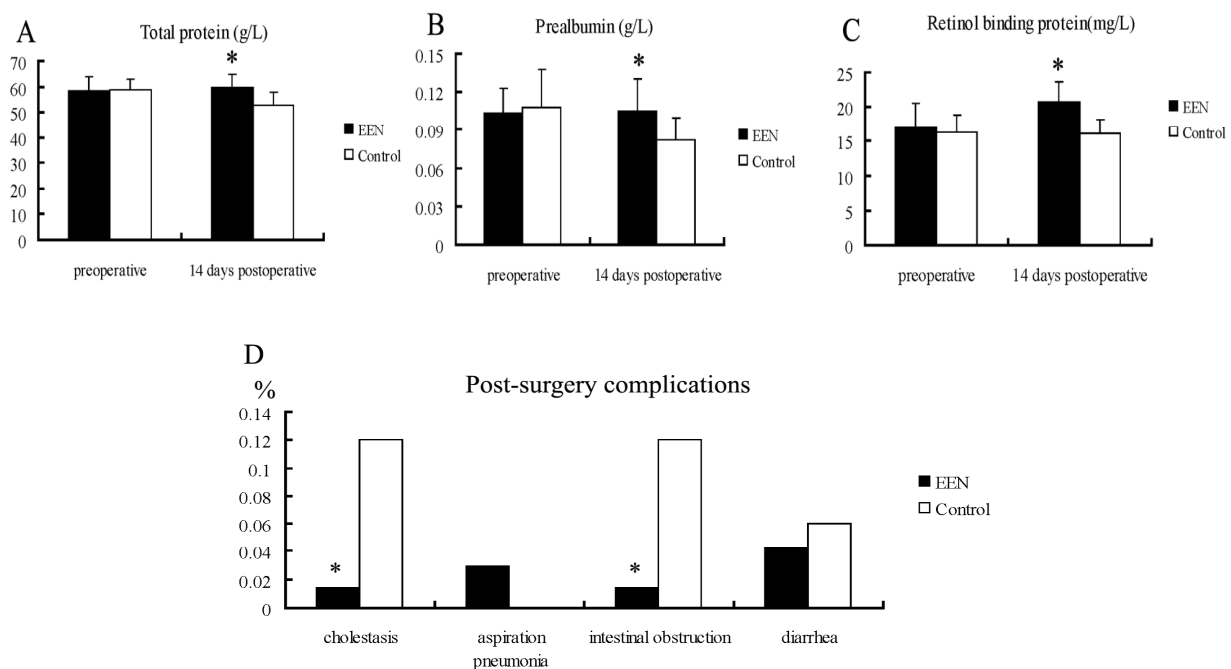 A
Total protein (g/L)
70
60
50
40
30
20
10
0
*
EEN
Control
preoperative
14 days postoperative
B
Prealbumin (g/L)
0.15
0.12
0.09
0.06
0.03
0
*
EEN
Control
preoperative
14 days postoperative
C
Retinol binding protein(mg/L)
25
20
15
10
5
0
*
EEN
Control
preoperative
14 days postoperative
D
%
Post-surgery complications
0.14
0.12
0.1
0.08
0.06
0.04
0.02
0
*
*
EEN
Control
cholestasis
aspiration
pneumonia
intestinal obstruction
diarrhea